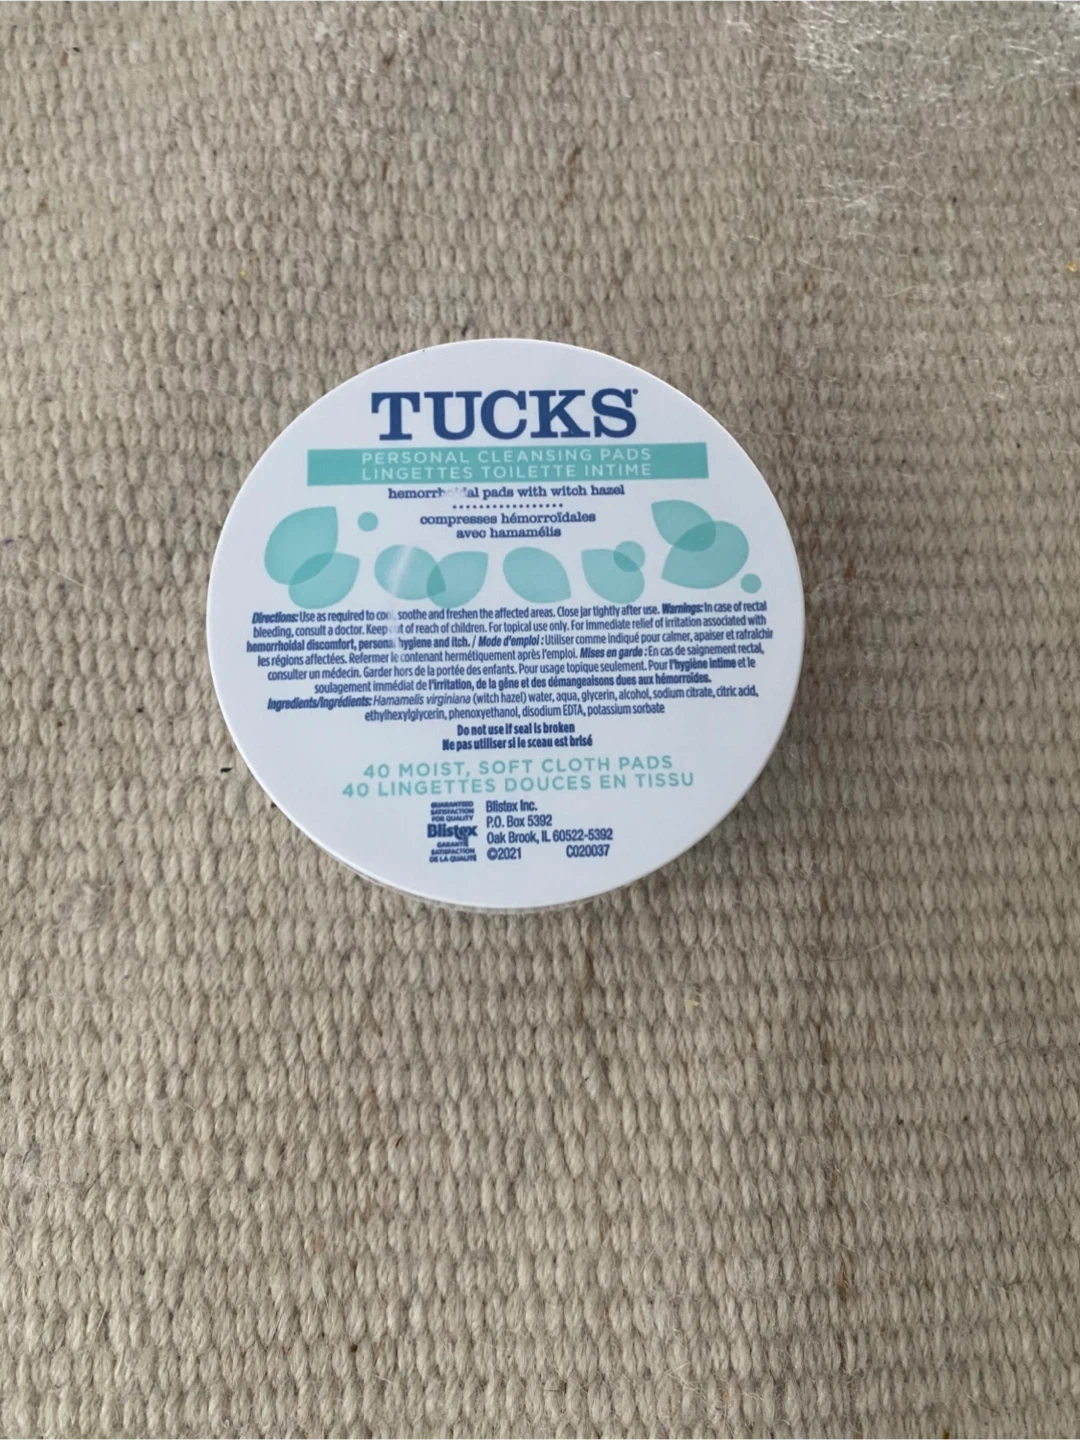 TUCKS
PERSONAL CLEANSING PADS
LINGETTES TOILETTE INTIME
pads with witch hazel
compresses hémorroïdales
avec hamamélis
Directions: Use as required to soothe and freshen the affected areas. Close jar tightly after use. Warnings: In case of rectal
bleeding, consult a doctor. Keep of reach of children. For topical use only. For immediate relief of irritation associated with
hemorrhoidal discomfort, personal hygiene and itch. / Mode d'emploi : Utiliser comme indiqué pour calmer, apaiser et rafraîchir
les régions affectées. Refermer le contenant hermétiquement après l'emploi. Mises en garde : En cas de saignement rectal,
consulter un médecin. Garder hors de la portée des enfants. Pour usage topique seulement. Pour l'hygiène intime et le
soulagement immédiat de l'irritation, de la gêne et des démangeaisons dues aux hémorroïdes.
Ingredients/Ingrédients: Hamamelis virginiana (witch hazel) water, aqua, glycerin, alcohol, sodium citrate, citric acid,
ethylhexylglycerin, phenoxyethanol, disodium EDTA, potassium sorbate
Do not use if seal is broken
Ne pas utiliser si le sceau est brisé
40 MOIST, SOFT CLOTH PADS
40 LINGETTES DOUCES EN TISSU
GUARANTEED
SATISFACTION
FOR QUALITY
Blistex
GARANTIE
SATISFACTION
DE LA QUALITÉ
Blistex Inc.
P.O. Box 5392
Oak Brook, IL 60522-5392
©2021 C020037